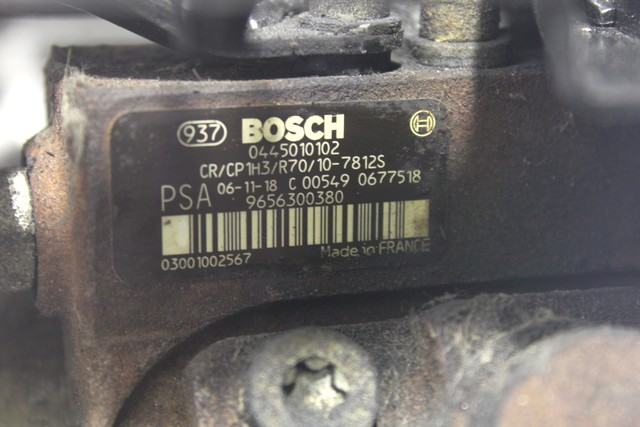 937 BOSCH
0445010102
CR/CP1H3/R70/10-7812S
PSA 06-11-18 C 00549 0677518
9656300380
03001002567 Made in FRANCE